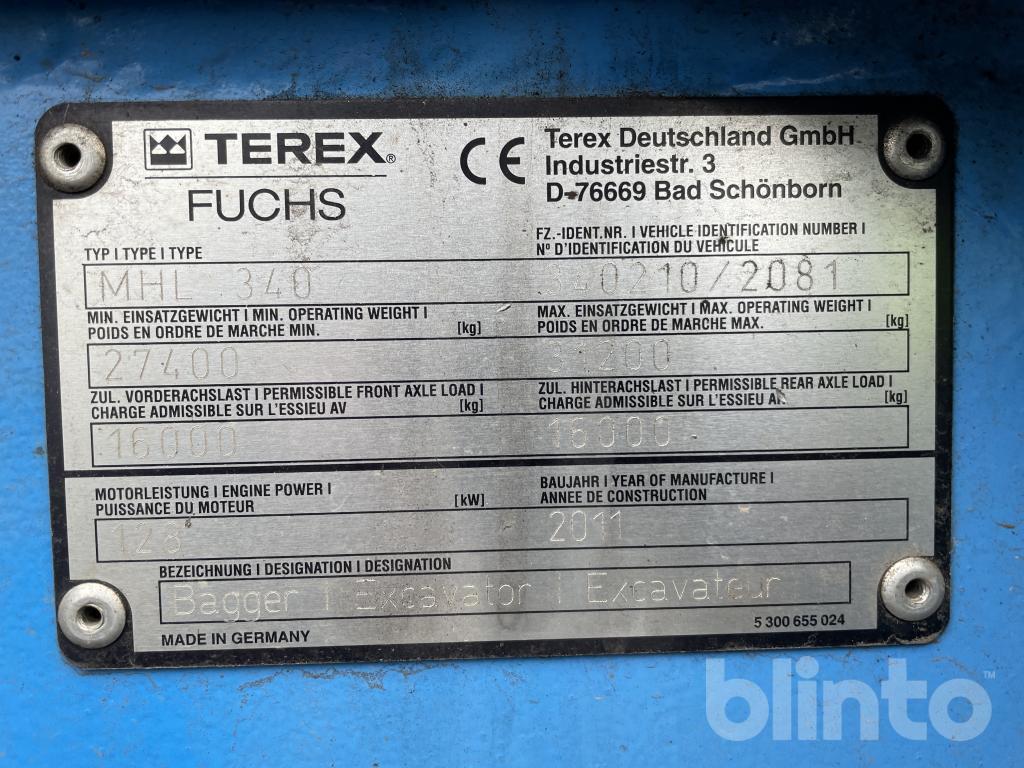 TEREX®
FUCHS
CE
Terex Deutschland GmbH
Industriestr. 3
D-76669 Bad Schönborn
TYP I TYPE I TYPE
MHL 340
FZ.-IDENT.NR. I VEHICLE IDENTIFICATION NUMBER I
N° D'IDENTIFICATION DU VEHICULE
340210/2081
MIN. EINSATZGEWICHT I MIN. OPERATING WEIGHT I
POIDS EN ORDRE DE MARCHE MIN. [kg]
27400
MAX. EINSATZGEWICHT I MAX. OPERATING WEIGHT I
POIDS EN ORDRE DE MARCHE MAX. [kg]
31200
ZUL. VORDERACHSLAST I PERMISSIBLE FRONT AXLE LOAD I
CHARGE ADMISSIBLE SUR L'ESSIEU AV [kg]
16000
ZUL. HINTERACHSLAST I PERMISSIBLE REAR AXLE LOAD I
CHARGE ADMISSIBLE SUR L'ESSIEU AR [kg]
16000
MOTORLEISTUNG I ENGINE POWER I
PUISSANCE DU MOTEUR [kW]
123
BAUJAHR I YEAR OF MANUFACTURE I
ANNEE DE CONSTRUCTION
2011
BEZEICHNUNG I DESIGNATION I DESIGNATION
Bagger | Excavator | Excavateur
MADE IN GERMANY
5 300 655 024
blinto™